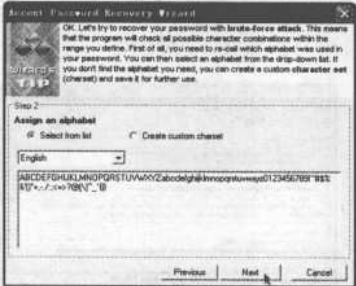 Accent Password Recovery Wizard
OK. Let's try to recover your password with brute-force attack. This means
that the program will check all possible character combinations within the
range you define. First of all, you need to re-call which alphabet was used in
your password. You can then select an alphabet from the drop-down list. If
you don't find the alphabet you need, you can create a custom character set
(charset) and save it for further use.
Wizard's
TIP
Step 2
Assign an alphabet
Select from list
Create custom charset
English
ABCDEFGHIJKLMNOPQRSTUVWXYZabcdefghijklmnopqrstuvwxyz0123456789
Previous
Next
Cancel